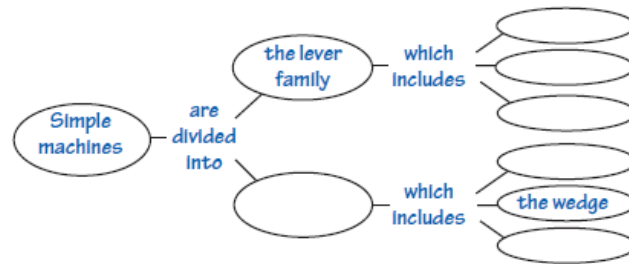 Simple
machines
are
divided
into
the lever
family
which
includes
which
includes
the wedge